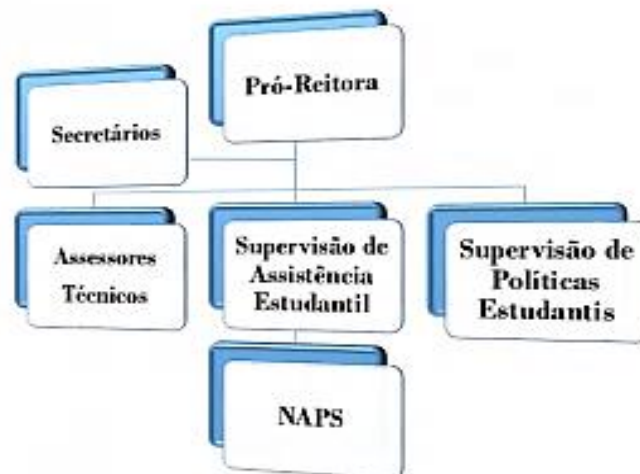 Pró-Reitora
Secretários
Assessores
Técnicos
Supervisão de
Assistência
Estudantil
Supervisão de
Políticas
Estudantis
NAPS